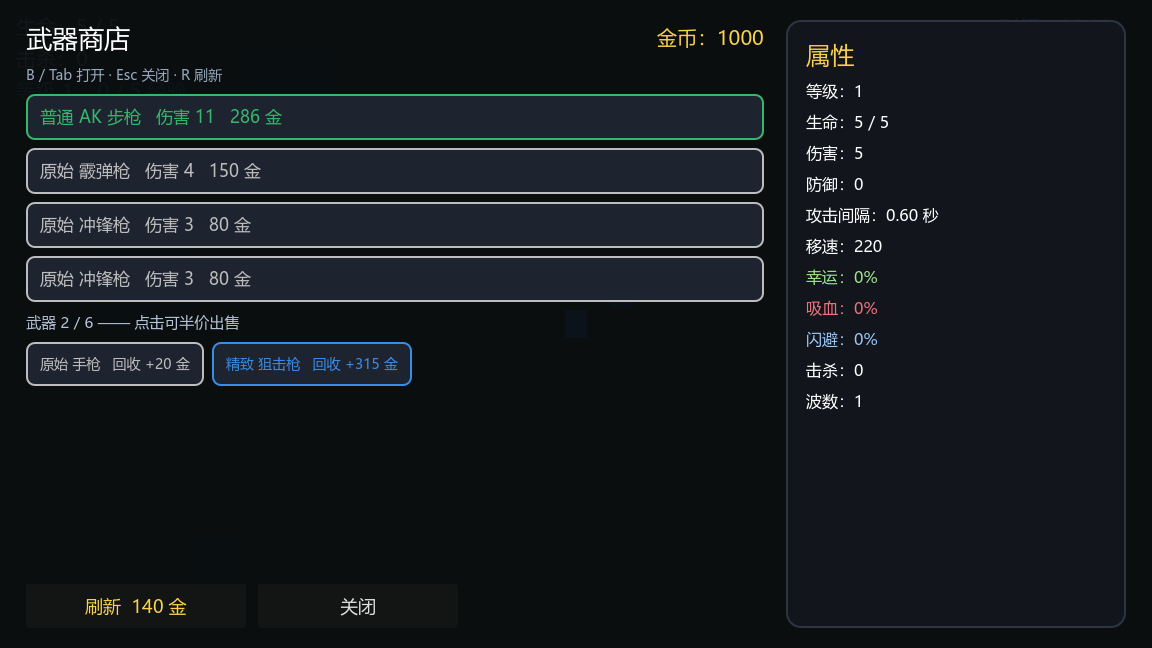 武器商店
金币：1000
B / Tab 打开 · Esc 关闭 · R 刷新
普通 AK 步枪 伤害 11 286 金
原始 霰弹枪 伤害 4 150 金
原始 冲锋枪 伤害 3 80 金
原始 冲锋枪 伤害 3 80 金
武器 2 / 6 —— 点击可半价出售
原始 手枪 回收 +20 金
精致 狙击枪 回收 +315 金
刷新 140 金
关闭
属性
等级：1
生命：5 / 5
伤害：5
防御：0
攻击间隔：0.60 秒
移速：220
幸运：0%
吸血：0%
闪避：0%
击杀：0
波数：1